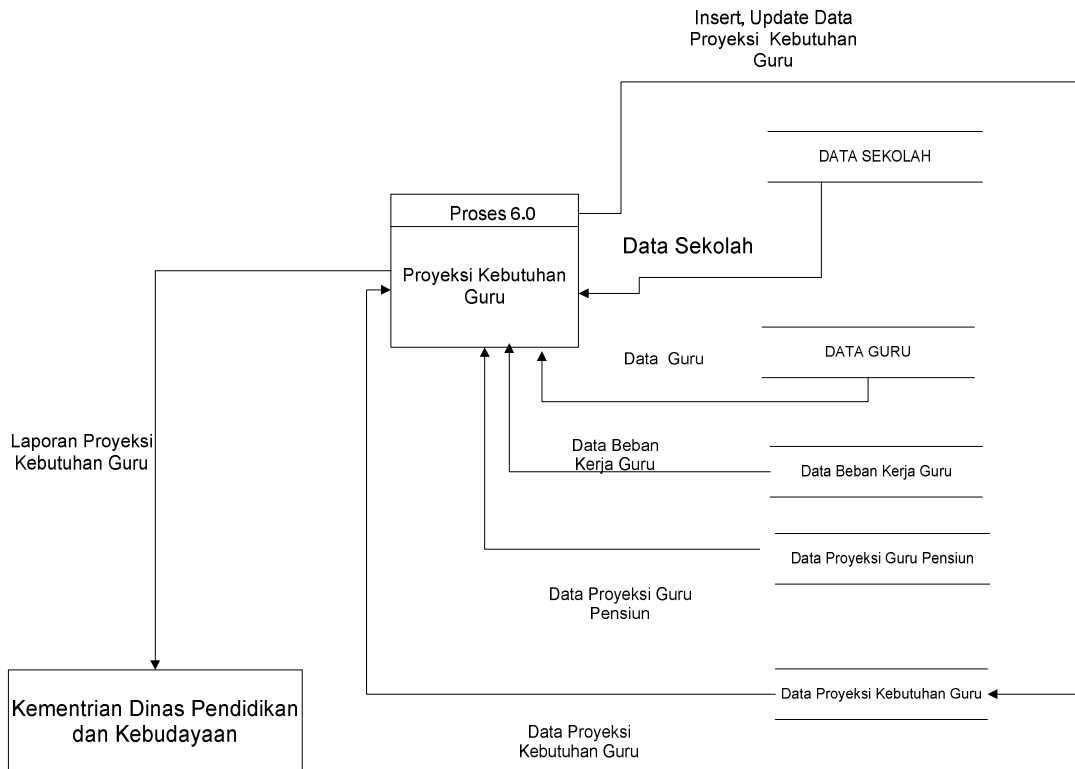 Insert, Update Data
Proyeksi Kebutuhan
Guru
DATA SEKOLAH
Proses 6.0
Data Sekolah
Proyeksi Kebutuhan
Guru
Data Guru
DATA GURU
Laporan Proyeksi
Kebutuhan Guru
Data Beban
Kerja Guru
Data Beban Kerja Guru
Data Proyeksi Guru Pensiun
Data Proyeksi Guru
Pensiun
Data Proyeksi Kebutuhan Guru
Kementrian Dinas Pendidikan
dan Kebudayaan
Data Proyeksi
Kebutuhan Guru